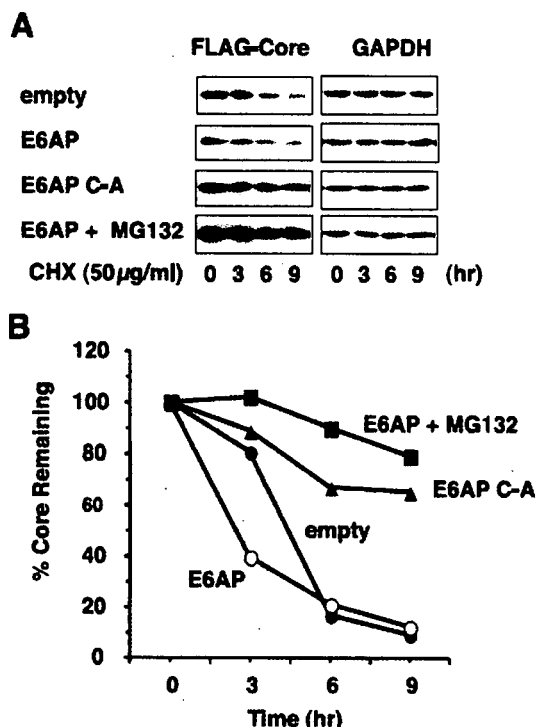 A
FLAG-Core GAPDH
empty
E6AP
E6AP C-A
E6AP + MG132
CHX (50µg/ml) 0 3 6 9 0 3 6 9 (hr)
B
120
100
80
60
40
20
0
% Core Remaining
E6AP + MG132
E6AP C-A
empty
E6AP
0 3 6 9
Time (hr)